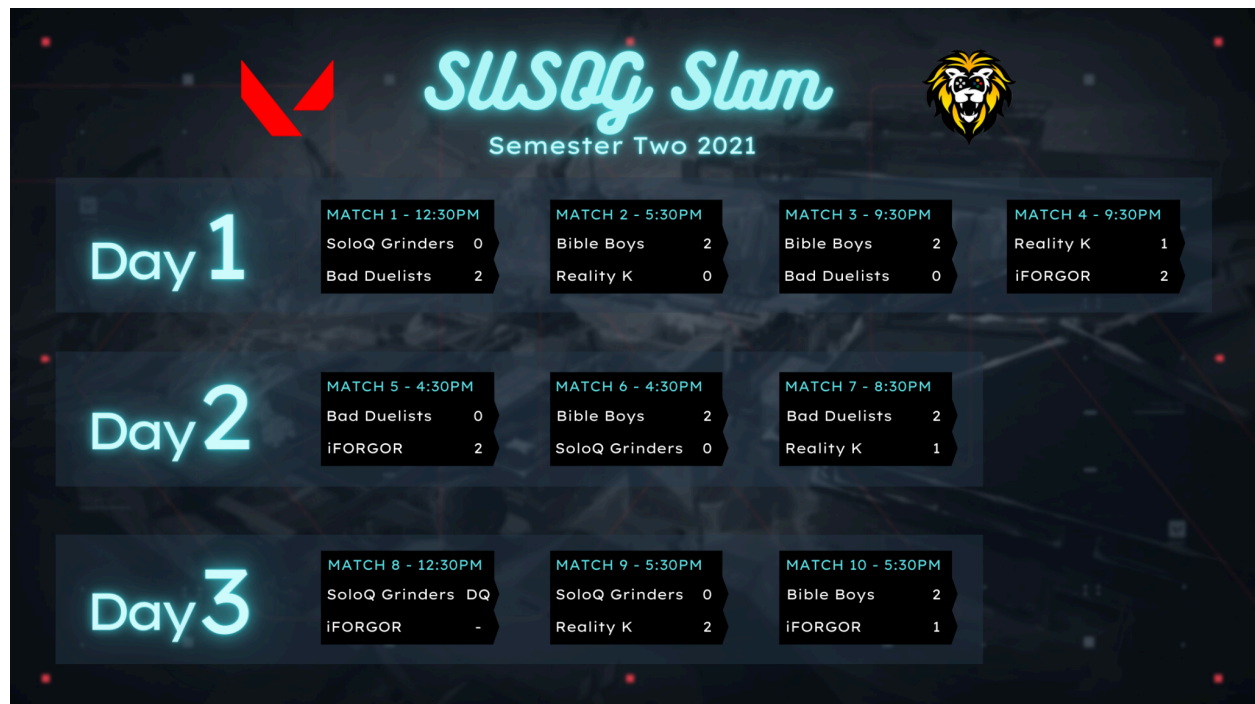 SUSOG Slam
Semester Two 2021
Day 1
MATCH 1 - 12:30PM
SoloQ Grinders 0
Bad Duelists 2
MATCH 2 - 5:30PM
Bible Boys 2
Reality K 0
MATCH 3 - 9:30PM
Bible Boys 2
Bad Duelists 0
MATCH 4 - 9:30PM
Reality K 1
iFORGOR 2
Day 2
MATCH 5 - 4:30PM
Bad Duelists 0
iFORGOR 2
MATCH 6 - 4:30PM
Bible Boys 2
SoloQ Grinders 0
MATCH 7 - 8:30PM
Bad Duelists 2
Reality K 1
Day 3
MATCH 8 - 12:30PM
SoloQ Grinders DQ
iFORGOR -
MATCH 9 - 5:30PM
SoloQ Grinders 0
Reality K 2
MATCH 10 - 5:30PM
Bible Boys 2
iFORGOR 1